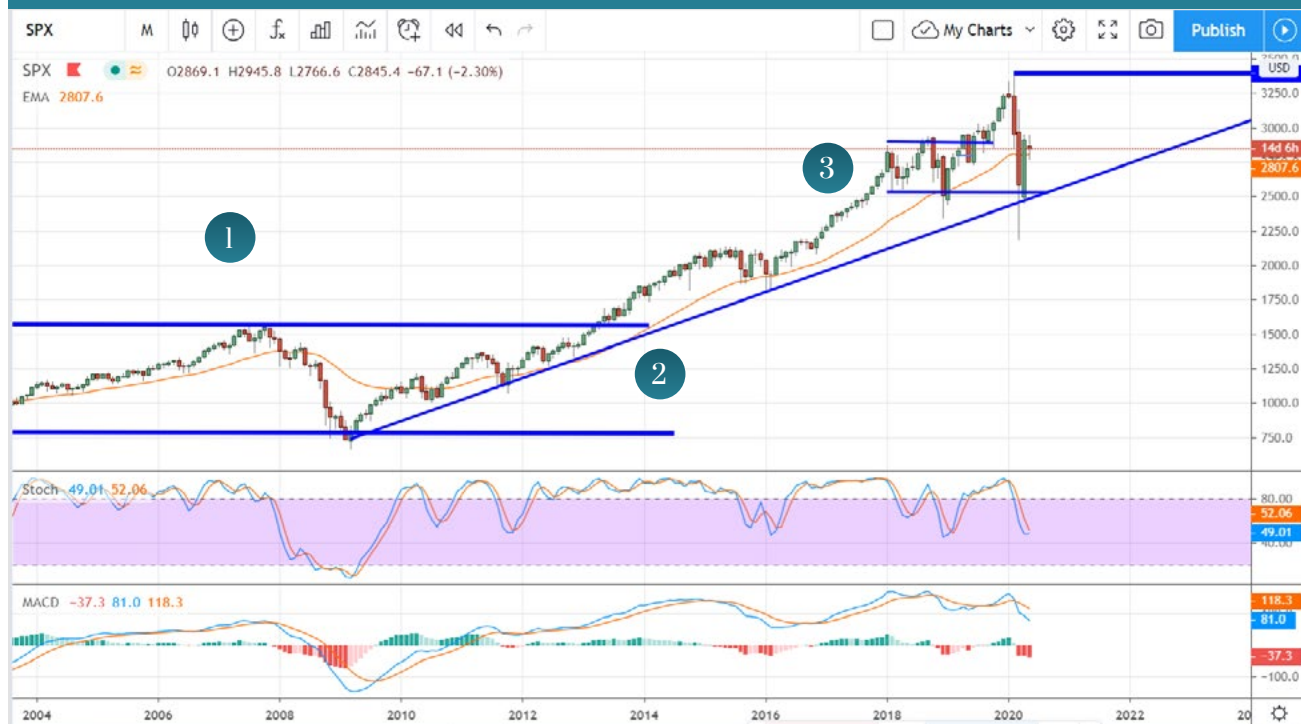 SPX M My Charts Publish
SPX O2869.1 H2945.8 L2766.6 C2845.4 −67.1 (−2.30%)
EMA 2807.6
USD
3250.0
3000.0
14d 6h
2807.6
2500.0
2250.0
2000.0
1750.0
1500.0
1250.0
1000.0
750.0
1
2
3
Stoch 49.01 52.06
80.00
52.06
49.01
40.00
MACD −37.3 81.0 118.3
118.3
81.0
−37.3
−100.0
2004 2006 2008 2010 2012 2014 2016 2018 2020 2022 20